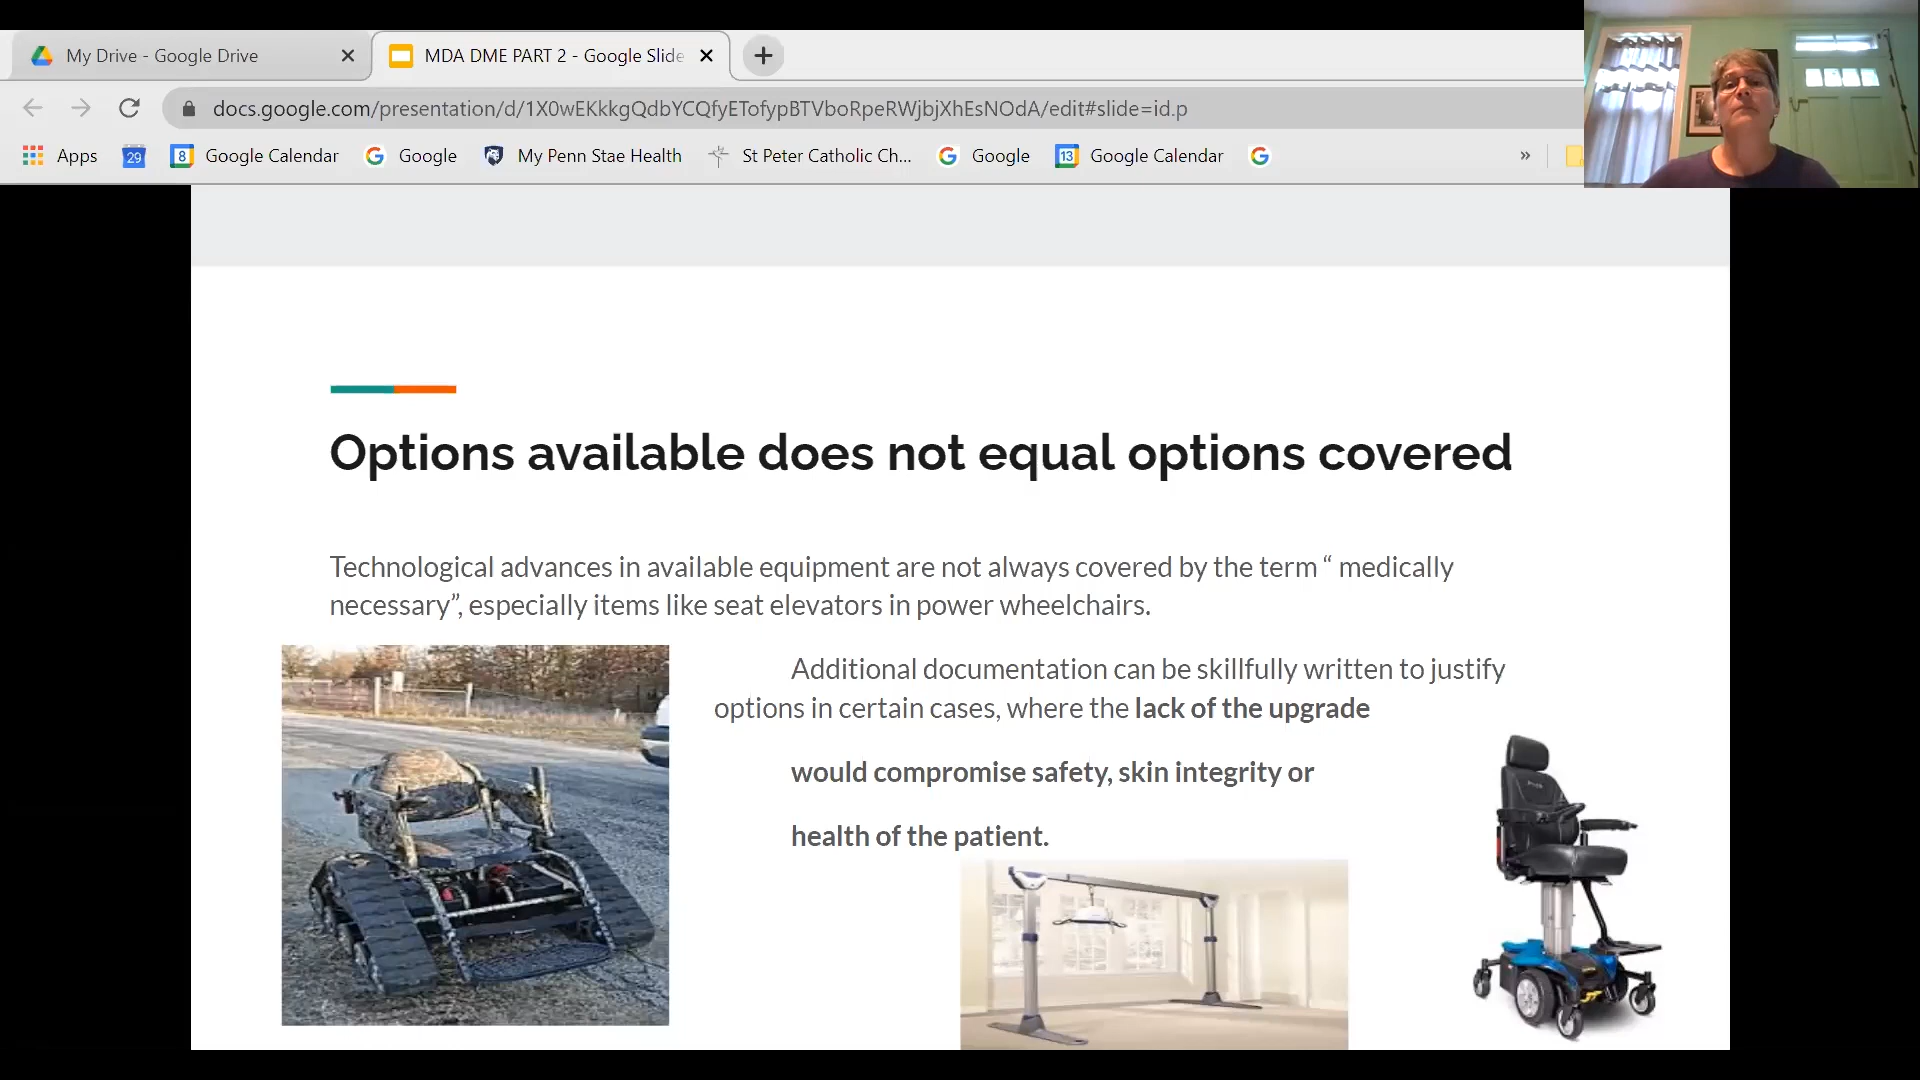 My Drive - Google Drive
MDA DME PART 2 - Google Slide
docs.google.com/presentation/d/1X0wEKkkgQdbYCQfyETofypBTVboRpeRWjbjXhEsNOdA/edit#slide=id.p
Apps 29 8 Google Calendar Google My Penn Stae Health St Peter Catholic Ch... Google 13 Google Calendar »
Options available does not equal options covered
Technological advances in available equipment are not always covered by the term “ medically
necessary”, especially items like seat elevators in power wheelchairs.
Additional documentation can be skillfully written to justify
options in certain cases, where the lack of the upgrade
would compromise safety, skin integrity or
health of the patient.